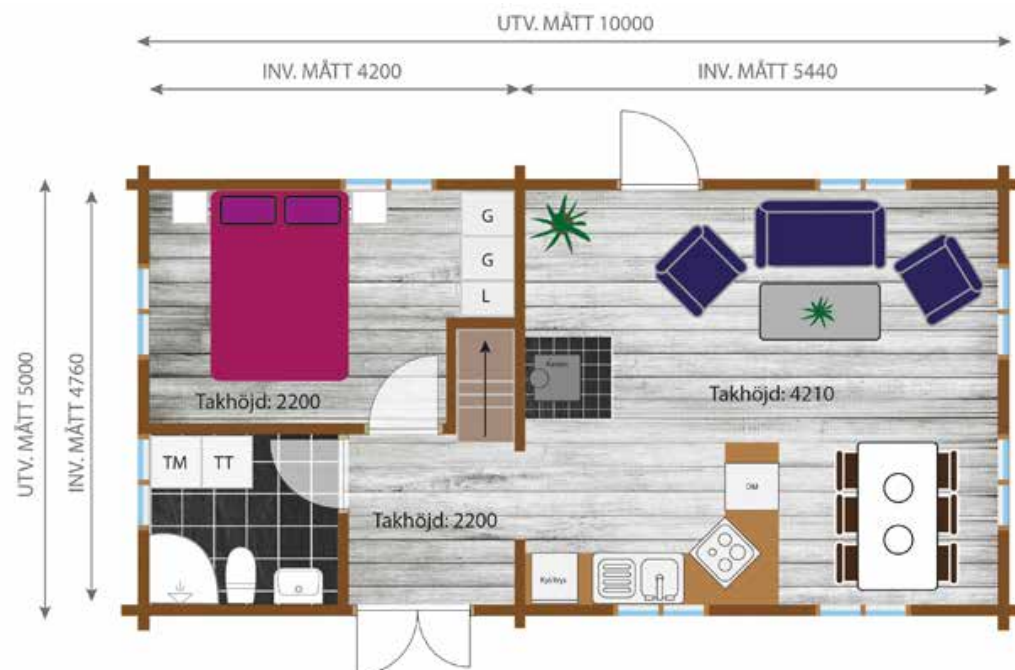 UTV. MÅTT 10000
INV. MÅTT 4200
INV. MÅTT 5440
UTV. MÅTT 5000
INV. MÅTT 4760
G
G
L
Takhöjd: 2200
Takhöjd: 4210
TM
TT
DM
Takhöjd: 2200
Kyl/frys